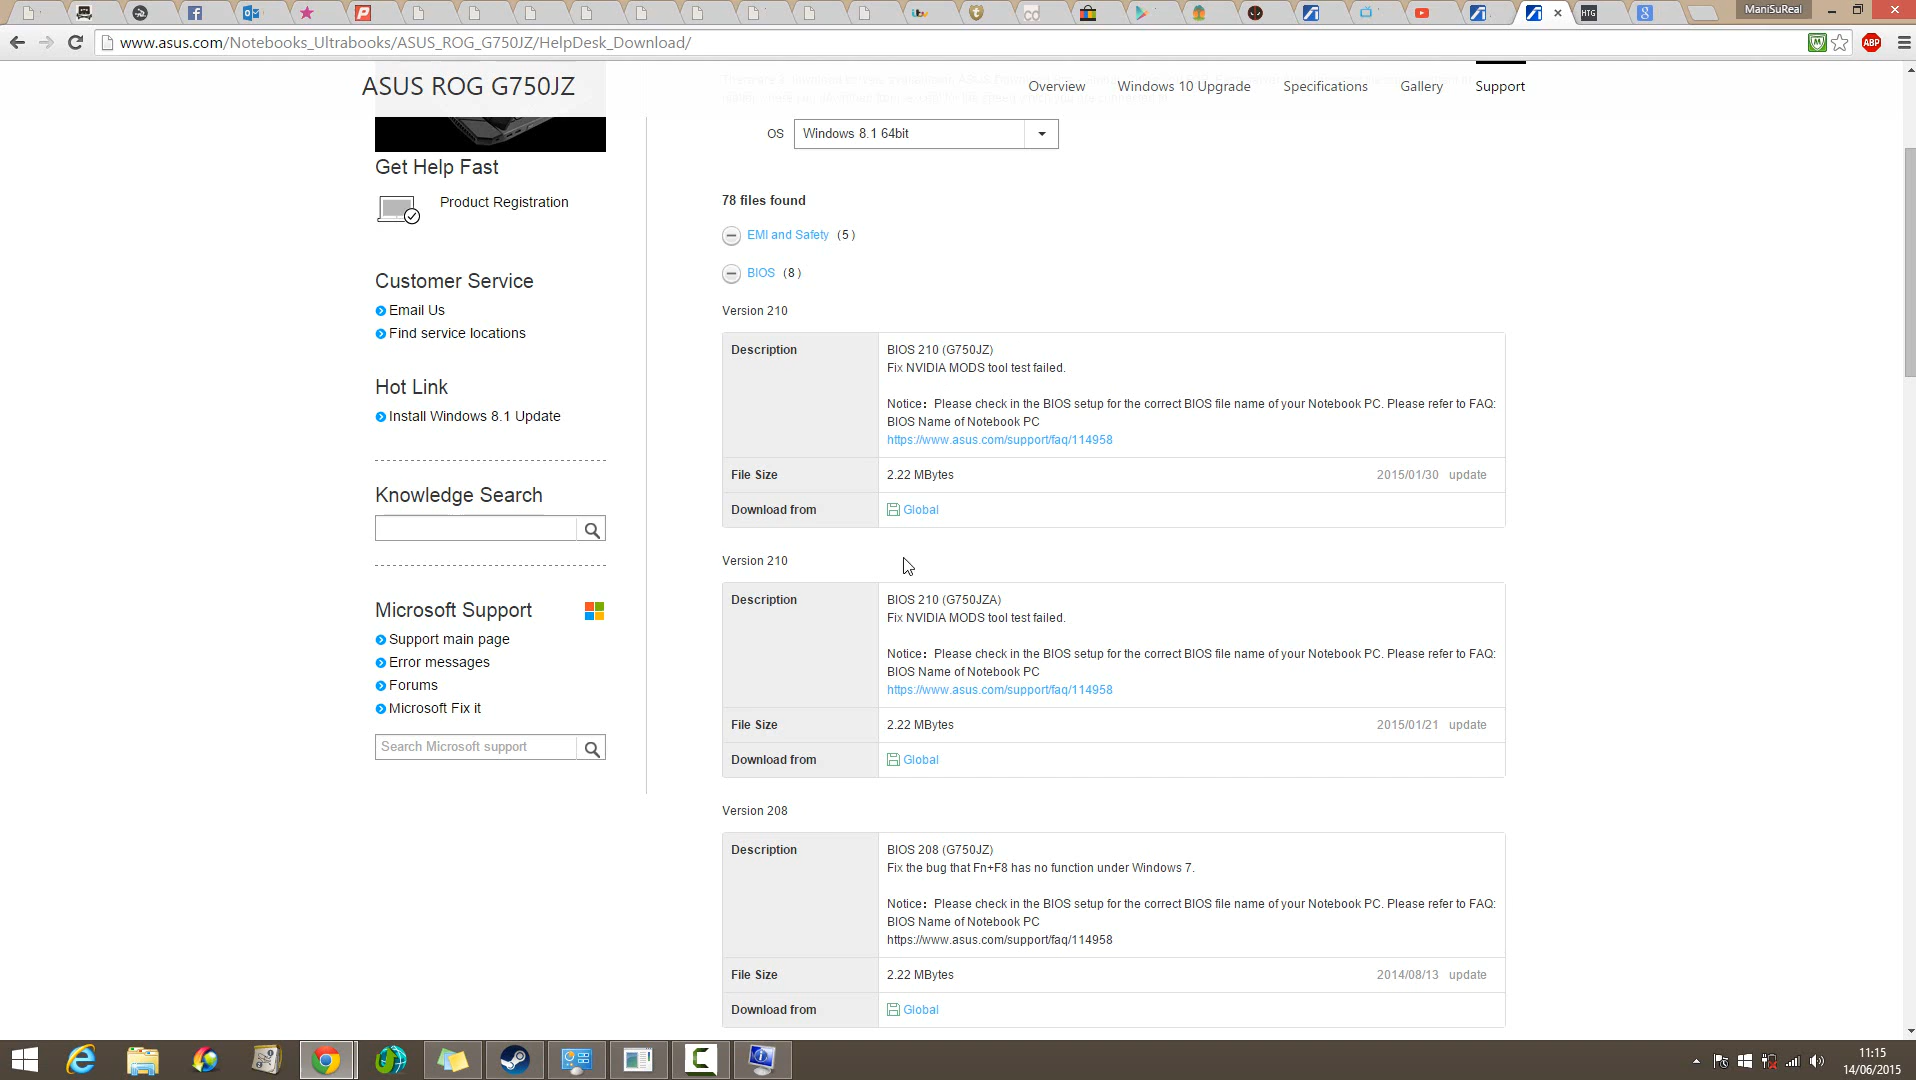 ManiSuReal
www.asus.com/Notebooks_Ultrabooks/ASUS_ROG_G750JZ/HelpDesk_Download/
ABP
ASUS ROG G750JZ
Overview
Windows 10 Upgrade
Specifications
Gallery
Support
OS
Windows 8.1 64bit
Get Help Fast
Product Registration
Customer Service
Email Us
Find service locations
Hot Link
Install Windows 8.1 Update
Knowledge Search
Microsoft Support
Support main page
Error messages
Forums
Microsoft Fix it
Search Microsoft support
78 files found
EMI and Safety (5)
BIOS (8)
Version 210
Description
BIOS 210 (G750JZ)
Fix NVIDIA MODS tool test failed.
Notice：Please check in the BIOS setup for the correct BIOS file name of your Notebook PC. Please refer to FAQ:
BIOS Name of Notebook PC
https://www.asus.com/support/faq/114958
File Size
2.22 MBytes
2015/01/30 update
Download from
Global
Version 210
Description
BIOS 210 (G750JZA)
Fix NVIDIA MODS tool test failed.
Notice：Please check in the BIOS setup for the correct BIOS file name of your Notebook PC. Please refer to FAQ:
BIOS Name of Notebook PC
https://www.asus.com/support/faq/114958
File Size
2.22 MBytes
2015/01/21 update
Download from
Global
Version 208
Description
BIOS 208 (G750JZ)
Fix the bug that Fn+F8 has no function under Windows 7.
Notice：Please check in the BIOS setup for the correct BIOS file name of your Notebook PC. Please refer to FAQ:
BIOS Name of Notebook PC
https://www.asus.com/support/faq/114958
File Size
2.22 MBytes
2014/08/13 update
Download from
Global
11:15
14/06/2015